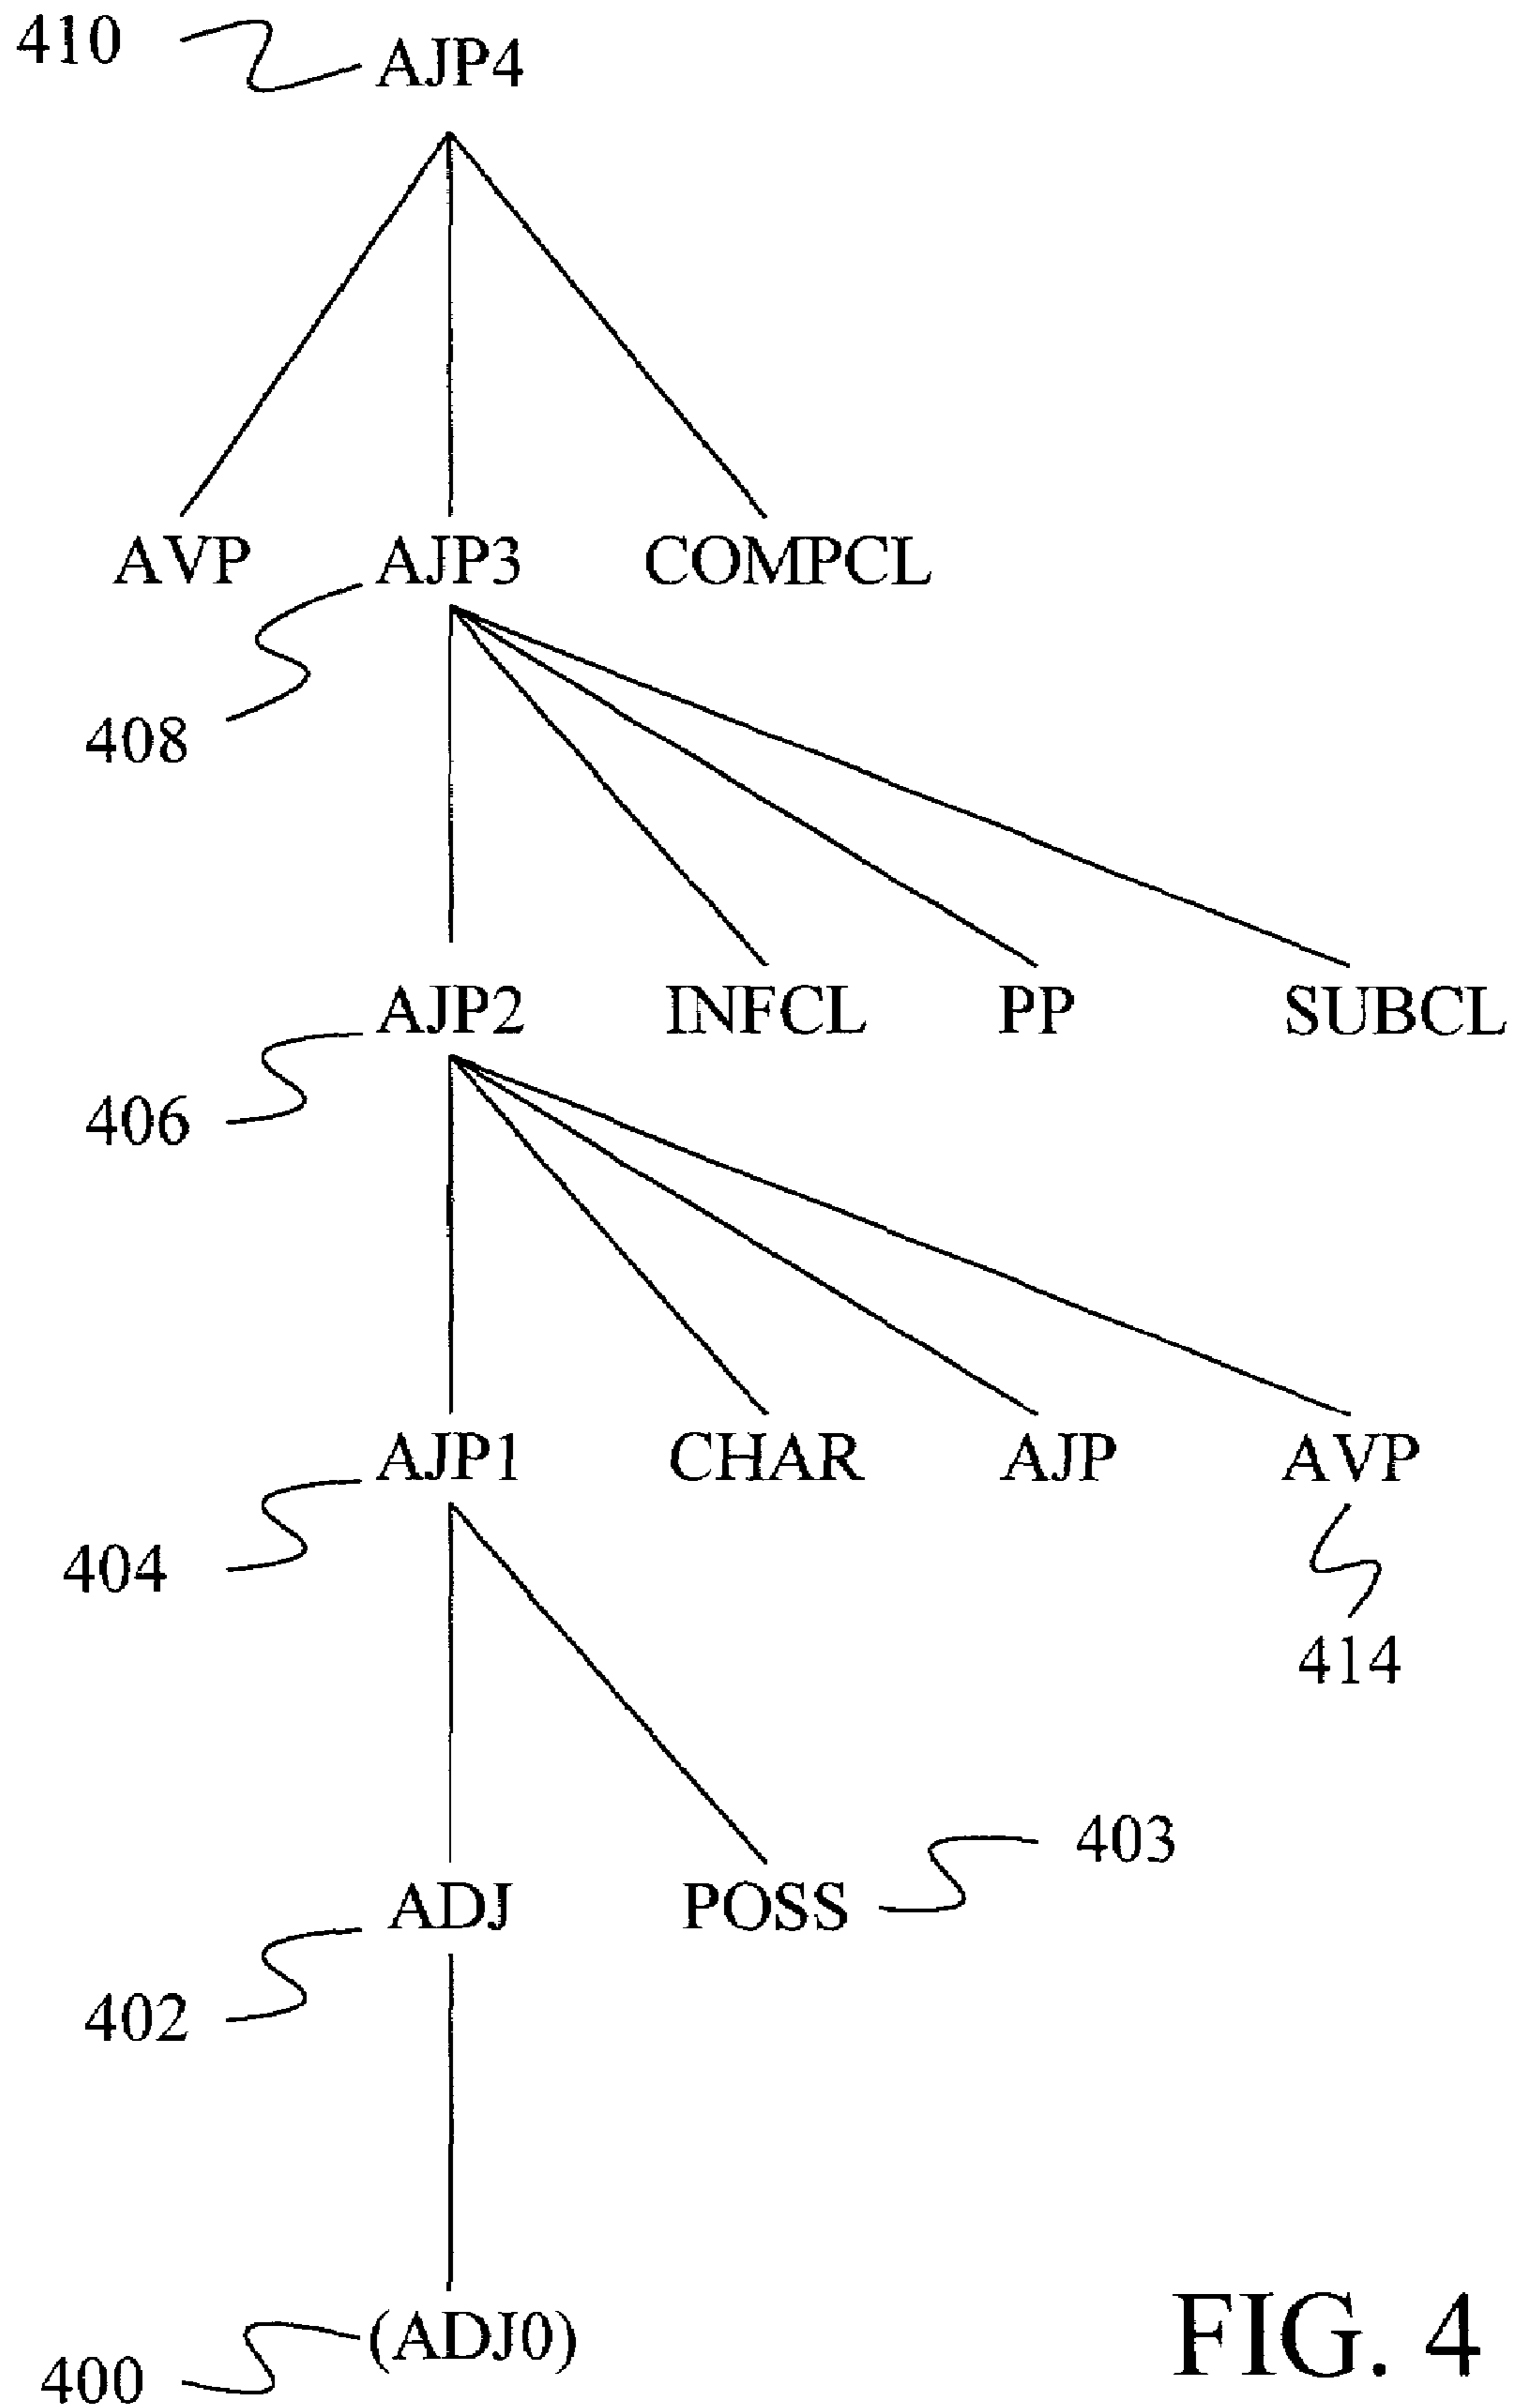 410 AJP4
AVP AJP3 COMPCL
408
AJP2 INFCL PP SUBCL
406
AJP1 CHAR AJP AVP
404
414
403
ADJ POSS
402
(ADJ0)
400
FIG. 4